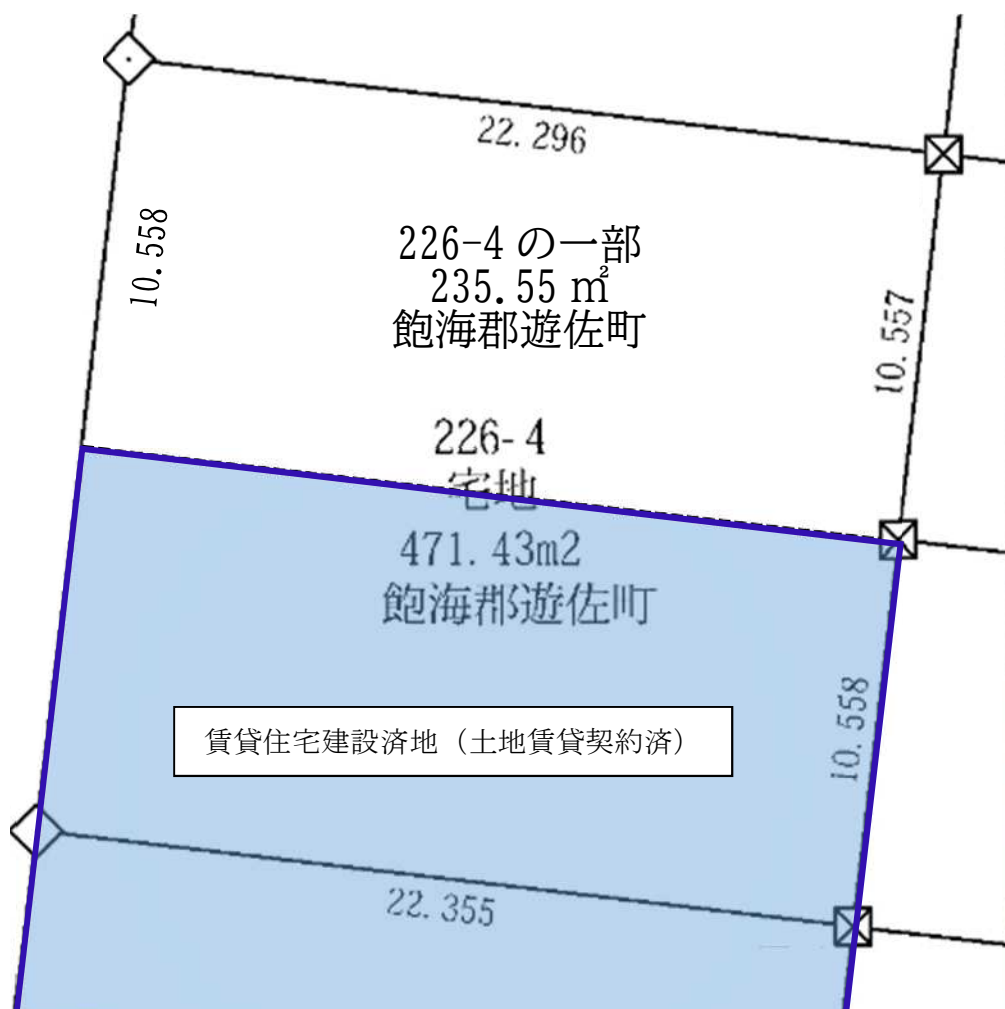 22.296
10.558
226-4 の一部
235.55 ㎡
飽海郡遊佐町
10.557
226-4
宅地
471.43m2
飽海郡遊佐町
10.558
賃貸住宅建設済地（土地賃貸契約済）
22.355